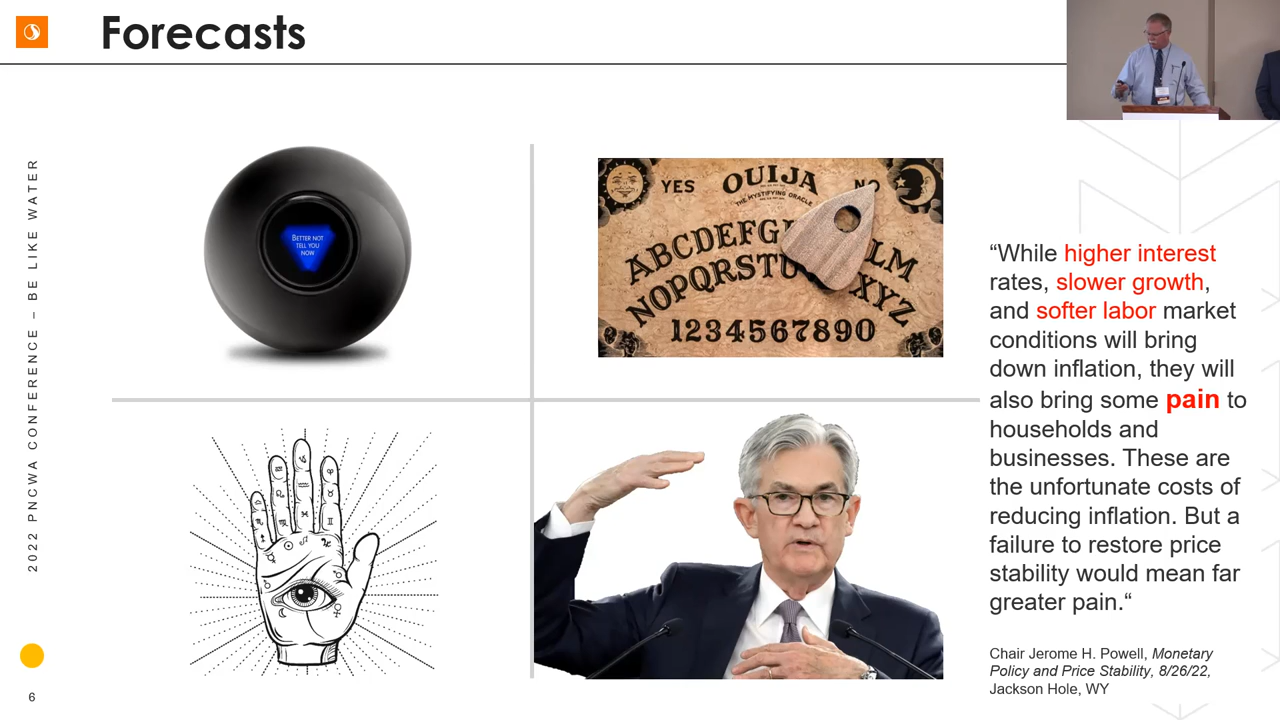 Forecasts
2022 PNCWA CONFERENCE – BE LIKE WATER
BETTER NOT
TELL YOU
NOW
YES
OUIJA
NO
THE MYSTIFYING ORACLE
ABCDEFG
LM
NOPQRSTU
XYZ
1234567890
“While higher interest
rates, slower growth,
and softer labor market
conditions will bring
down inflation, they will
also bring some pain to
households and
businesses. These are
the unfortunate costs of
reducing inflation. But a
failure to restore price
stability would mean far
greater pain.“
Chair Jerome H. Powell, Monetary
Policy and Price Stability, 8/26/22,
Jackson Hole, WY
6